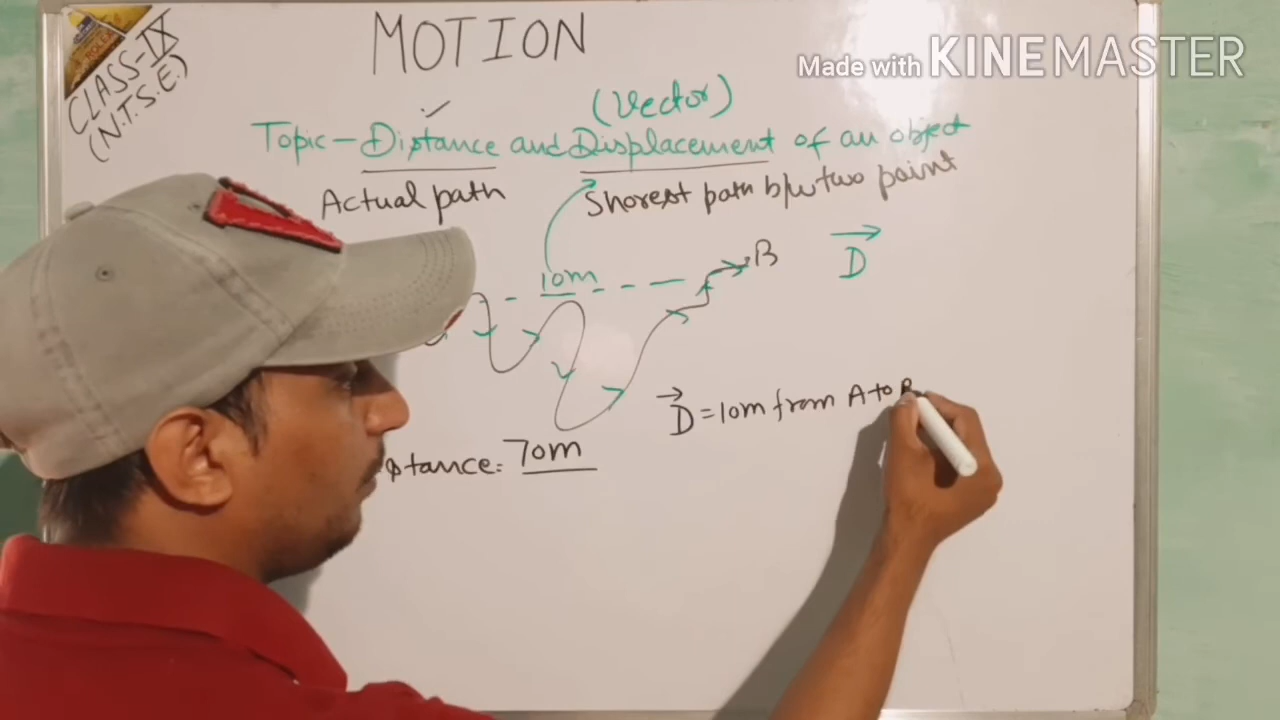 MOTION
Made with KINEMASTER
CLASS-IX
(N.T.S.E)
(Vector)
Topic - Distance and Displacement of an object
Actual path
Shorest path b/w two point
10m
B
D
D = 10m from A to B
stance = 70m